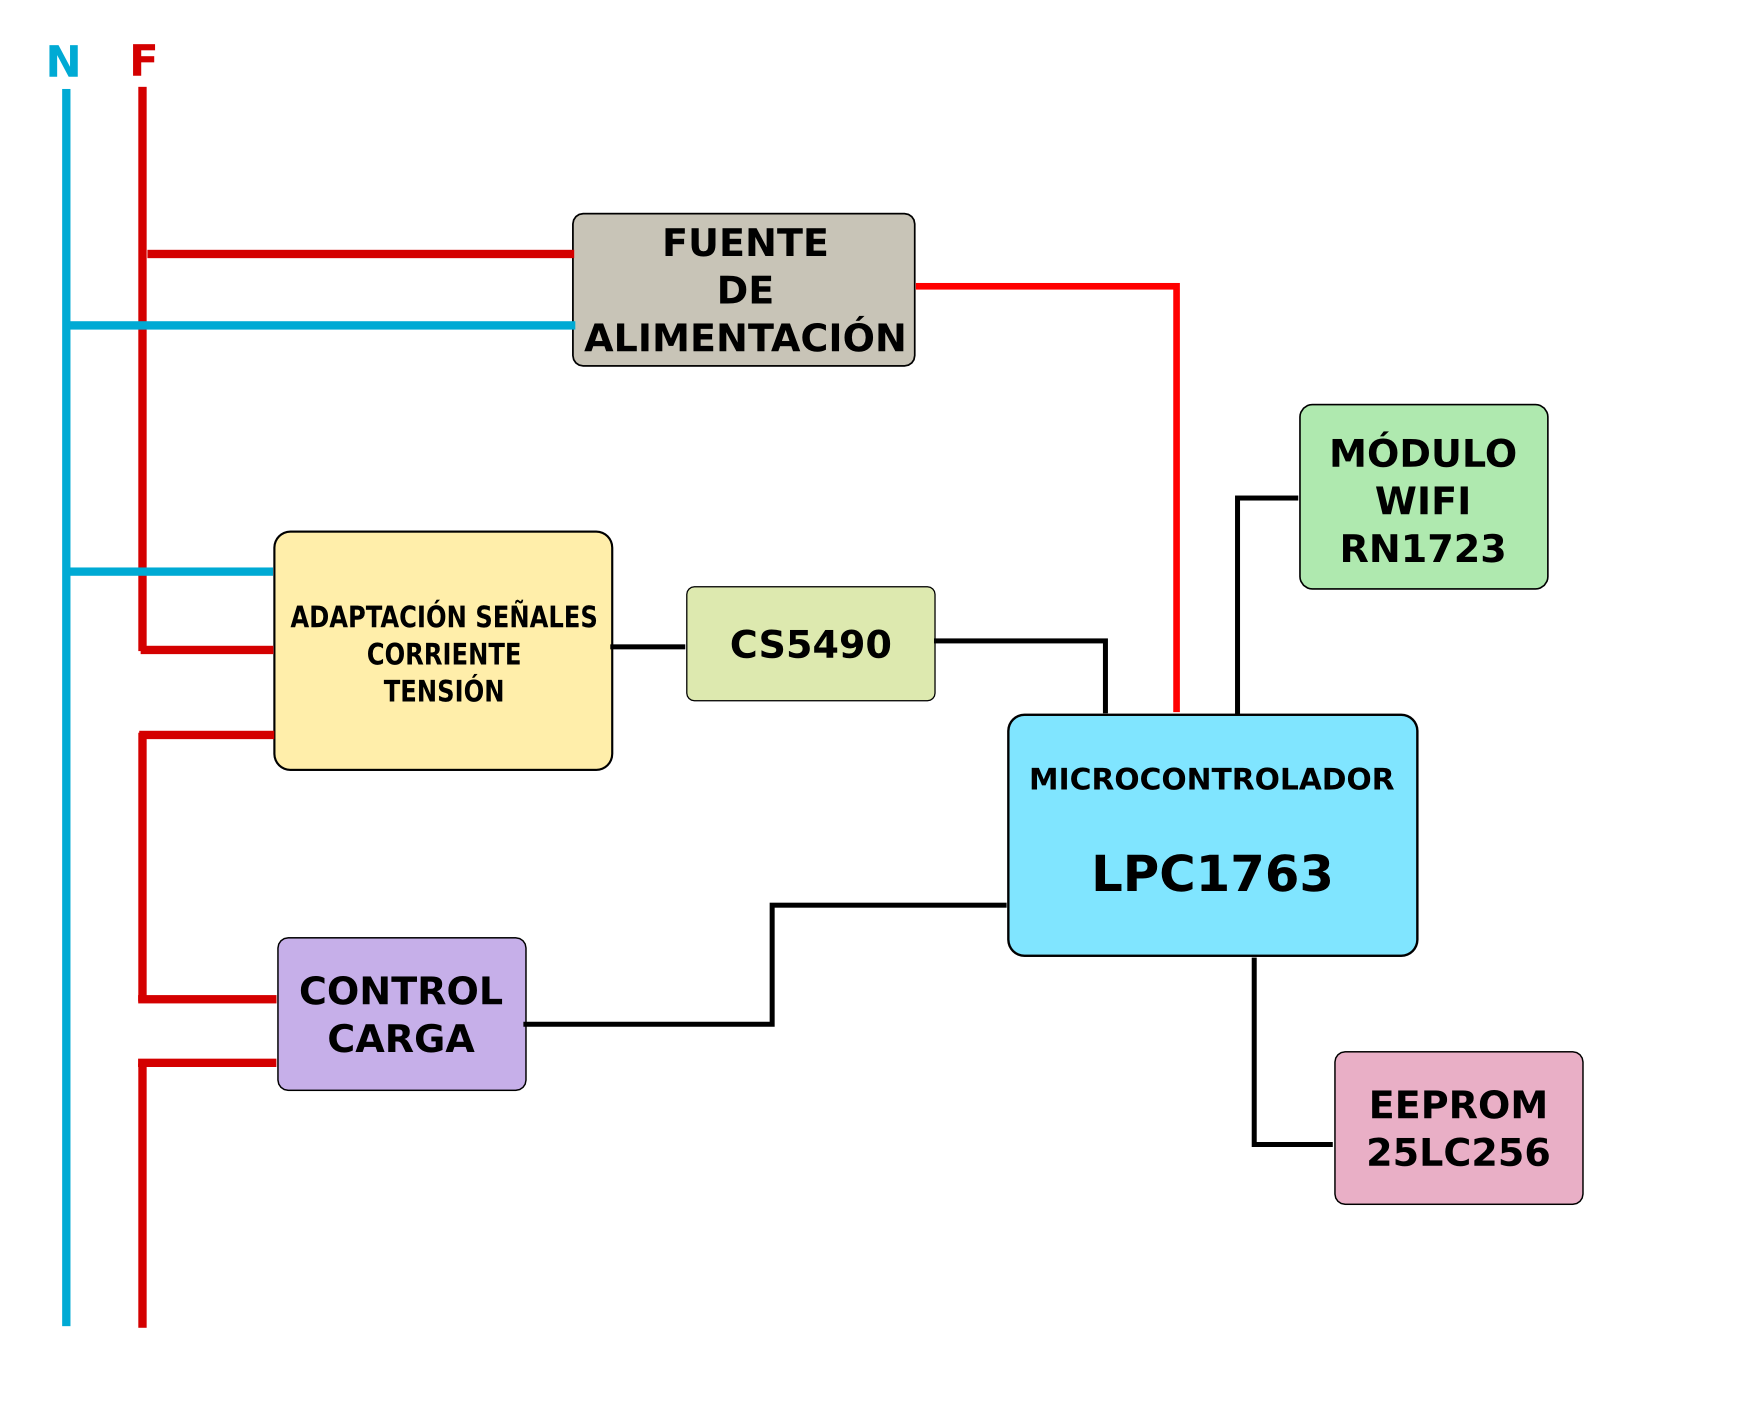 N
F
FUENTE
DE
ALIMENTACIÓN
MÓDULO
WIFI
RN1723
ADAPTACIÓN SEÑALES
CORRIENTE
TENSIÓN
CS5490
MICROCONTROLADOR
LPC1763
CONTROL
CARGA
EEPROM
25LC256